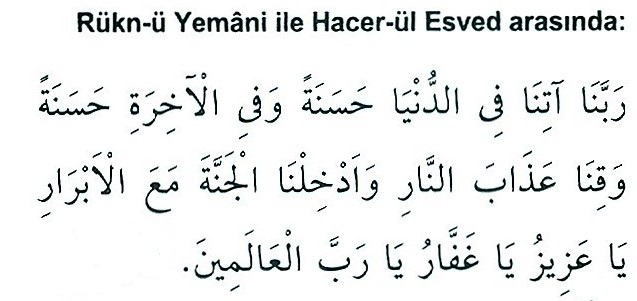 Rükn-ü Yemâni ile Hacer-ül Esved arasında:
رَبَّنَا آتِنَا فِى الدُّنْيَا حَسَنَةً وَفِى الْآخِرَةِ حَسَنَةً
وَقِنَا عَذَابَ النَّارِ وَاَدْخِلْنَا الْجَنَّةَ مَعَ الْاَبْرَارِ
يَا عَزِيزُ يَا غَفَّارُ يَا رَبَّ الْعَالَمِينَ.